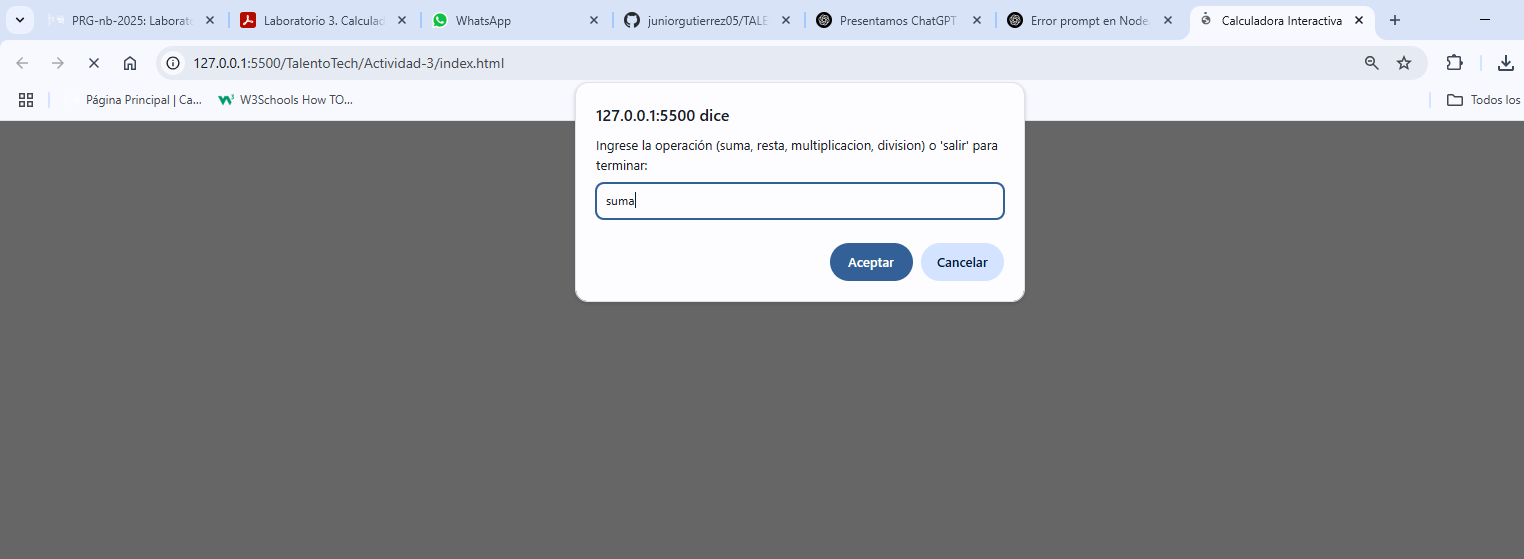 PRG-nb-2025: Laborato
Laboratorio 3. Calculad
WhatsApp
juniorgutierrez05/TALE
Presentamos ChatGPT
Error prompt en Node.
Calculadora Interactiva
127.0.0.1:5500/TalentoTech/Actividad-3/index.html
Página Principal | Ca...
W3Schools How TO...
Todos los
127.0.0.1:5500 dice
Ingrese la operación (suma, resta, multiplicacion, division) o 'salir' para
terminar:
suma
Aceptar
Cancelar